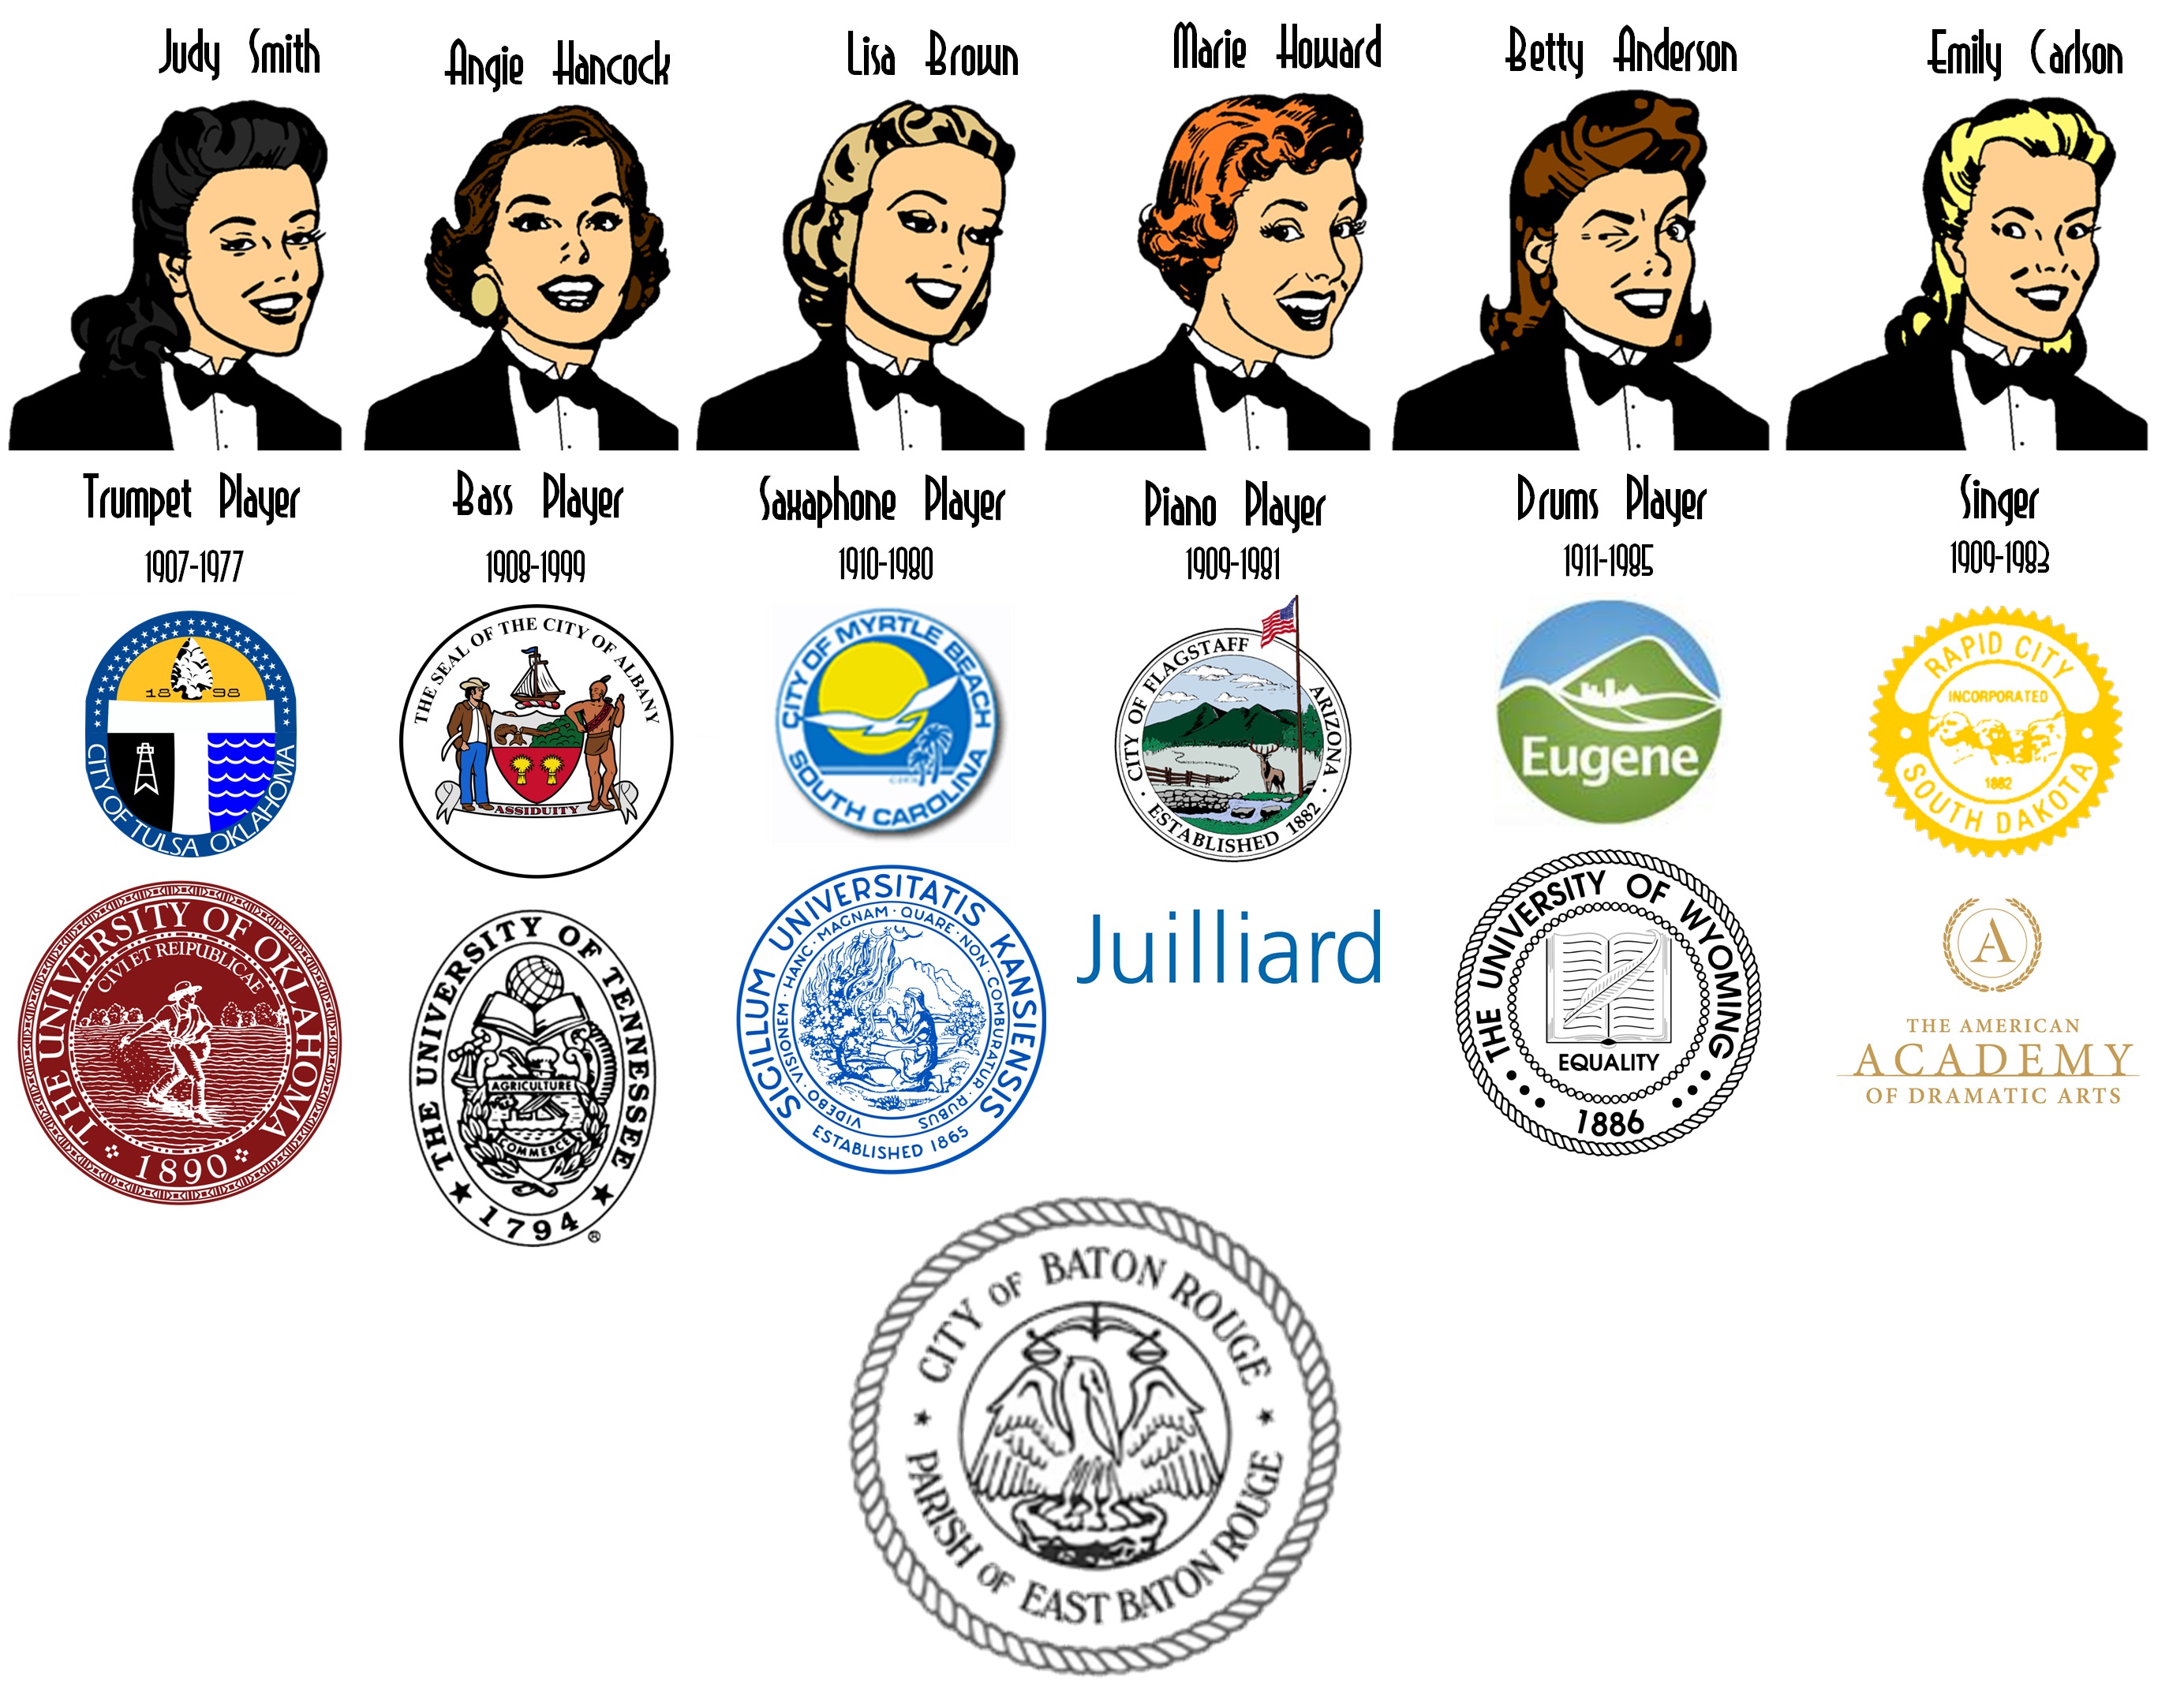 Judy Smith
Angie Hancock
Lisa Brown
Marie Howard
Betty Anderson
Emily Carlson
Trumpet Player
Bass Player
Saxaphone Player
Piano Player
Drums Player
Singer
1907-1977
1908-1999
1910-1980
1909-1981
1911-1985
1909-1983
1898
CITY OF TULSA OKLAHOMA
THE SEAL OF THE CITY OF ALBANY
ASSIDUITY
CITY OF MYRTLE BEACH
SOUTH CAROLINA
CITY OF FLAGSTAFF
ARIZONA
ESTABLISHED 1882
Eugene
RAPID CITY
INCORPORATED
1882
SOUTH DAKOTA
THE UNIVERSITY OF OKLAHOMA
CIVI ET REIPUBLICAE
1890
THE UNIVERSITY OF TENNESSEE
AGRICULTURE
COMMERCE
1794
®
SIGILLUM UNIVERSITATIS KANSIENSIS
VIDEBO · VISIONEM · HANC · MAGNAM · QUARE · NON · COMBURATUR · RUBUS
ESTABLISHED 1865
Juilliard
THE UNIVERSITY OF WYOMING
EQUALITY
1886
A
THE AMERICAN
ACADEMY
OF DRAMATIC ARTS
CITY OF BATON ROUGE
PARISH OF EAST BATON ROUGE